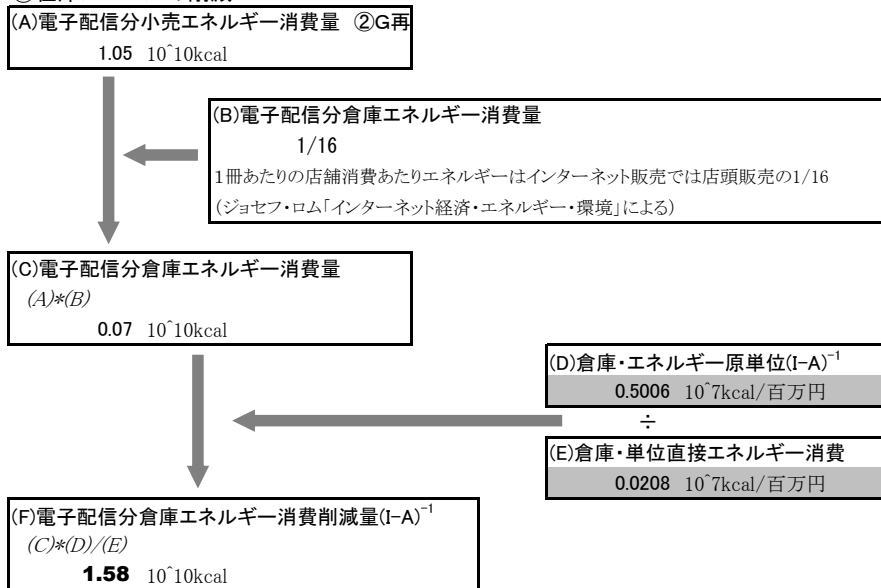 (A)電子配信分小売エネルギー消費量 ②G再
1.05 10^10kcal
(B)電子配信分倉庫エネルギー消費量
1/16
1冊あたりの店舗消費あたりエネルギーはインターネット販売では店頭販売の1/16
(ジョセフ・ロム「インターネット経済・エネルギー・環境」による)
(C)電子配信分倉庫エネルギー消費量
(A)*(B)
0.07 10^10kcal
(D)倉庫・エネルギー原単位(I-A)⁻¹
0.5006 10^7kcal/百万円
÷
(E)倉庫・単位直接エネルギー消費
0.0208 10^7kcal/百万円
(F)電子配信分倉庫エネルギー消費削減量(I-A)⁻¹
(C)*(D)/(E)
1.58 10^10kcal